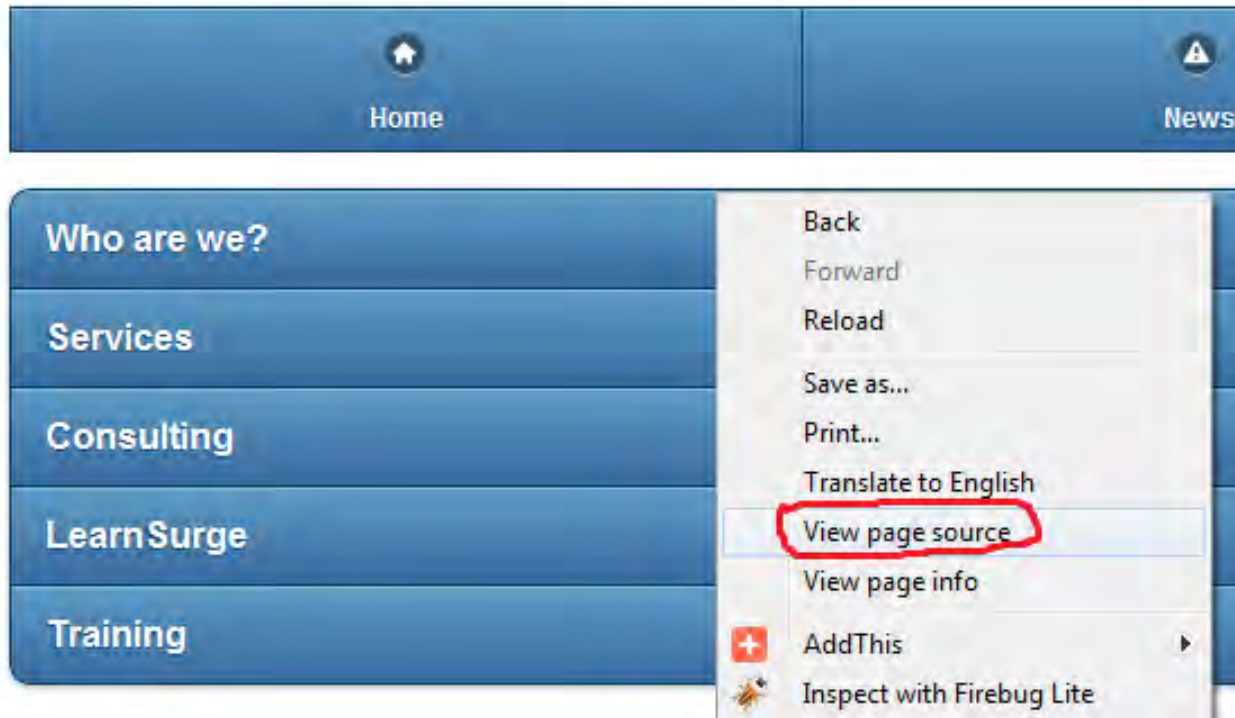 Home
News
Who are we?
Services
Consulting
LearnSurge
Training
Back
Forward
Reload
Save as...
Print...
Translate to English
View page source
View page info
AddThis
Inspect with Firebug Lite